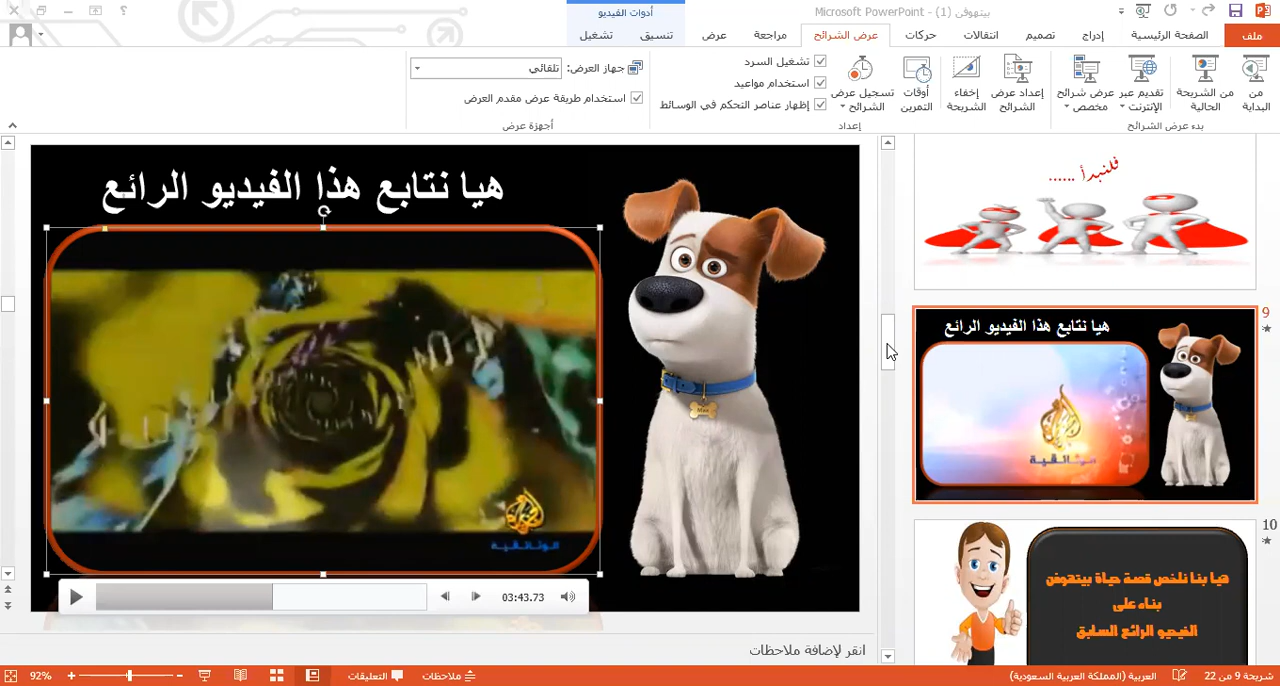 بيتهوفن (1) - Microsoft PowerPoint
أدوات الفيديو
ملف
الصفحة الرئيسية
إدراج
تصميم
انتقالات
حركات
عرض الشرائح
مراجعة
عرض
تنسيق
تشغيل
من البداية
من الشريحة الحالية
تقديم عبر الإنترنت
عرض شرائح مخصص
بدء عرض الشرائح
إعداد عرض الشرائح
إخفاء الشريحة
أوقات التمرين
تسجيل عرض الشرائح
تشغيل السرد
استخدام مواعيد
إظهار عناصر التحكم في الوسائط
إعداد
جهاز العرض: تلقائي
استخدام طريقة عرض مقدم العرض
أجهزة عرض
فلنبدأ ......
هيا نتابع هذا الفيديو الرائع
الوثائقية
Max
03:43.73
9
هيا نتابع هذا الفيديو الرائع
10
هيا بنا نلخص قصة حياة بيتهوفن
بناء على
الفيديو الرائع السابق
انقر لإضافة ملاحظات
شريحة 9 من 22
العربية (المملكة العربية السعودية)
ملاحظات
التعليقات
92%